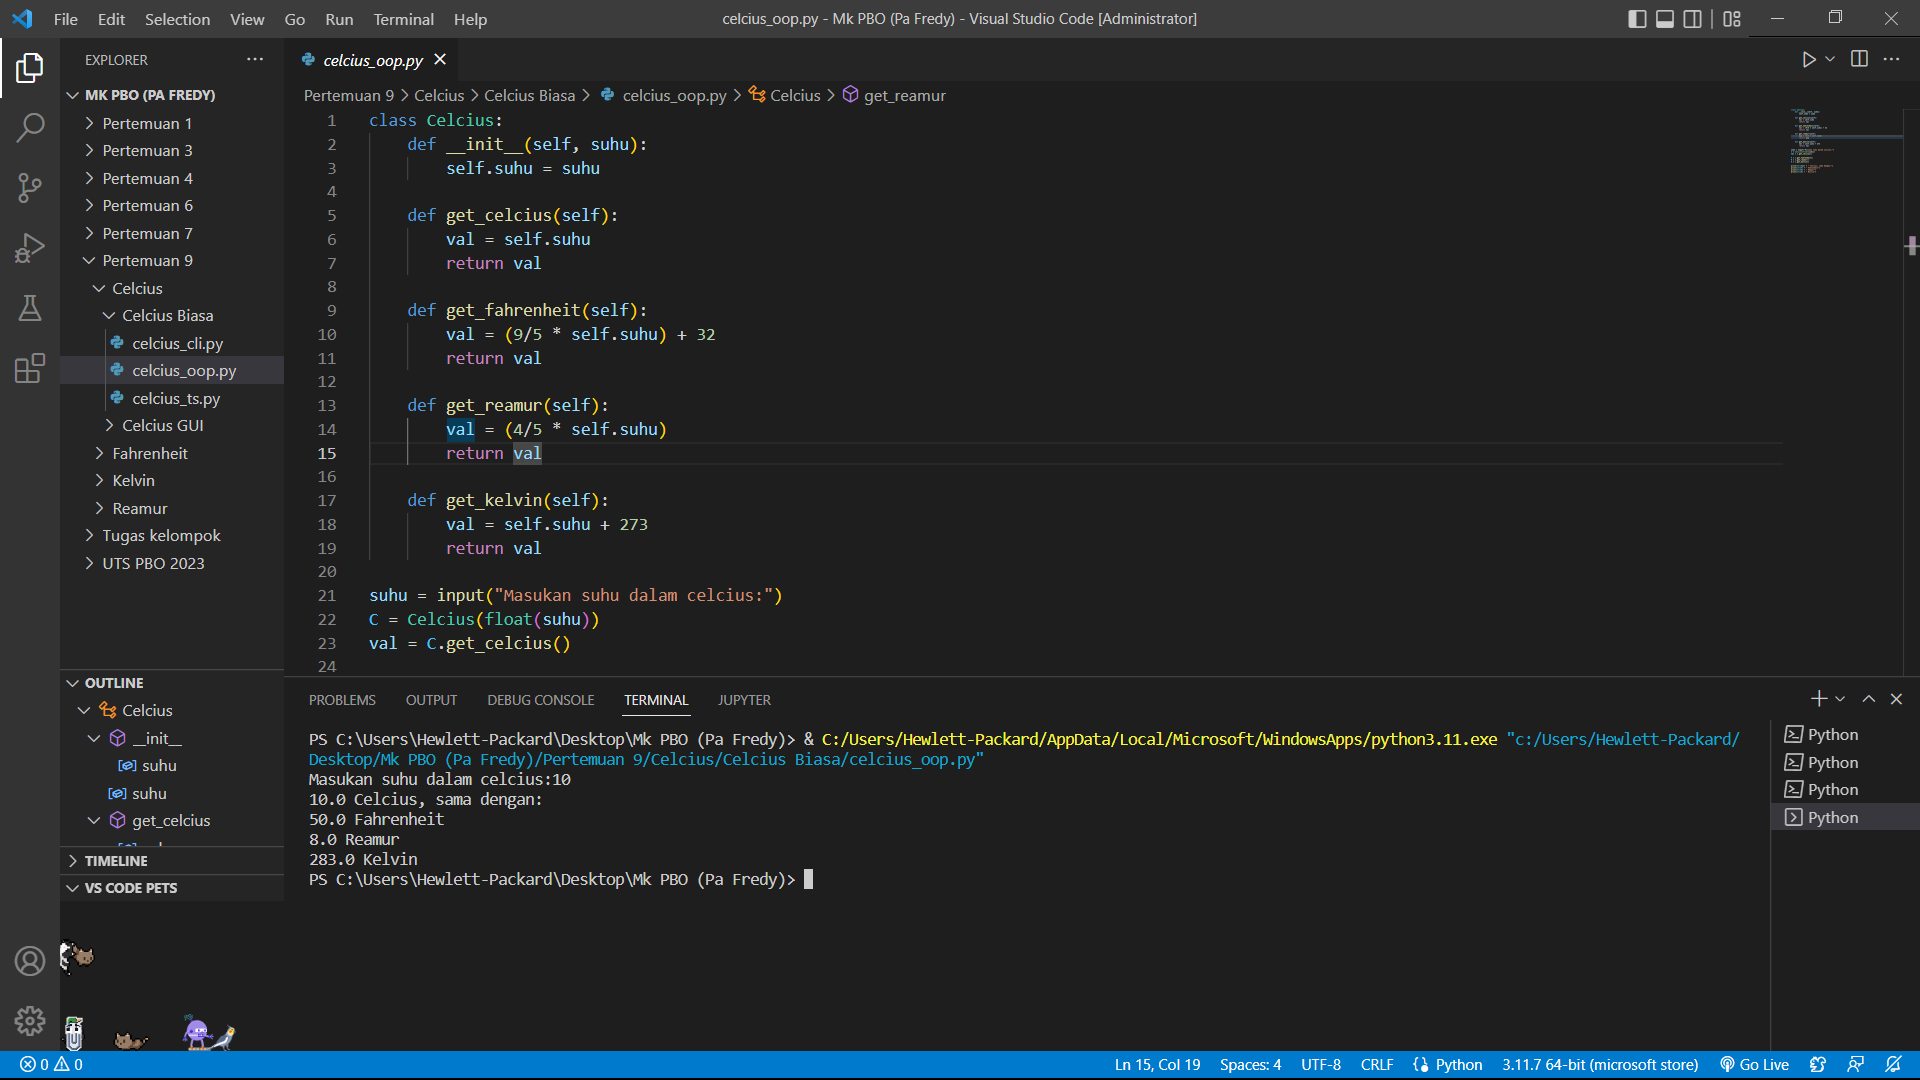 File Edit Selection View Go Run Terminal Help
celcius_oop.py - Mk PBO (Pa Fredy) - Visual Studio Code [Administrator]
EXPLORER
MK PBO (PA FREDY)
Pertemuan 1
Pertemuan 3
Pertemuan 4
Pertemuan 6
Pertemuan 7
Pertemuan 9
Celcius
Celcius Biasa
celcius_cli.py
celcius_oop.py
celcius_ts.py
Celcius GUI
Fahrenheit
Kelvin
Reamur
Tugas kelompok
UTS PBO 2023
OUTLINE
Celcius
__init__
suhu
suhu
get_celcius
TIMELINE
VS CODE PETS
celcius_oop.py
Pertemuan 9 > Celcius > Celcius Biasa > celcius_oop.py > Celcius > get_reamur
1 class Celcius:
2 def __init__(self, suhu):
3 self.suhu = suhu
4
5 def get_celcius(self):
6 val = self.suhu
7 return val
8
9 def get_fahrenheit(self):
10 val = (9/5 * self.suhu) + 32
11 return val
12
13 def get_reamur(self):
14 val = (4/5 * self.suhu)
15 return val
16
17 def get_kelvin(self):
18 val = self.suhu + 273
19 return val
20
21 suhu = input("Masukan suhu dalam celcius:")
22 C = Celcius(float(suhu))
23 val = C.get_celcius()
24
PROBLEMS OUTPUT DEBUG CONSOLE TERMINAL JUPYTER
PS C:\Users\Hewlett-Packard\Desktop\Mk PBO (Pa Fredy)> & C:/Users/Hewlett-Packard/AppData/Local/Microsoft/WindowsApps/python3.11.exe "c:/Users/Hewlett-Packard/
Desktop/Mk PBO (Pa Fredy)/Pertemuan 9/Celcius/Celcius Biasa/celcius_oop.py"
Masukan suhu dalam celcius:10
10.0 Celcius, sama dengan:
50.0 Fahrenheit
8.0 Reamur
283.0 Kelvin
PS C:\Users\Hewlett-Packard\Desktop\Mk PBO (Pa Fredy)>
Python
Python
Python
Python
0 0
Ln 15, Col 19 Spaces: 4 UTF-8 CRLF Python 3.11.7 64-bit (microsoft store) Go Live